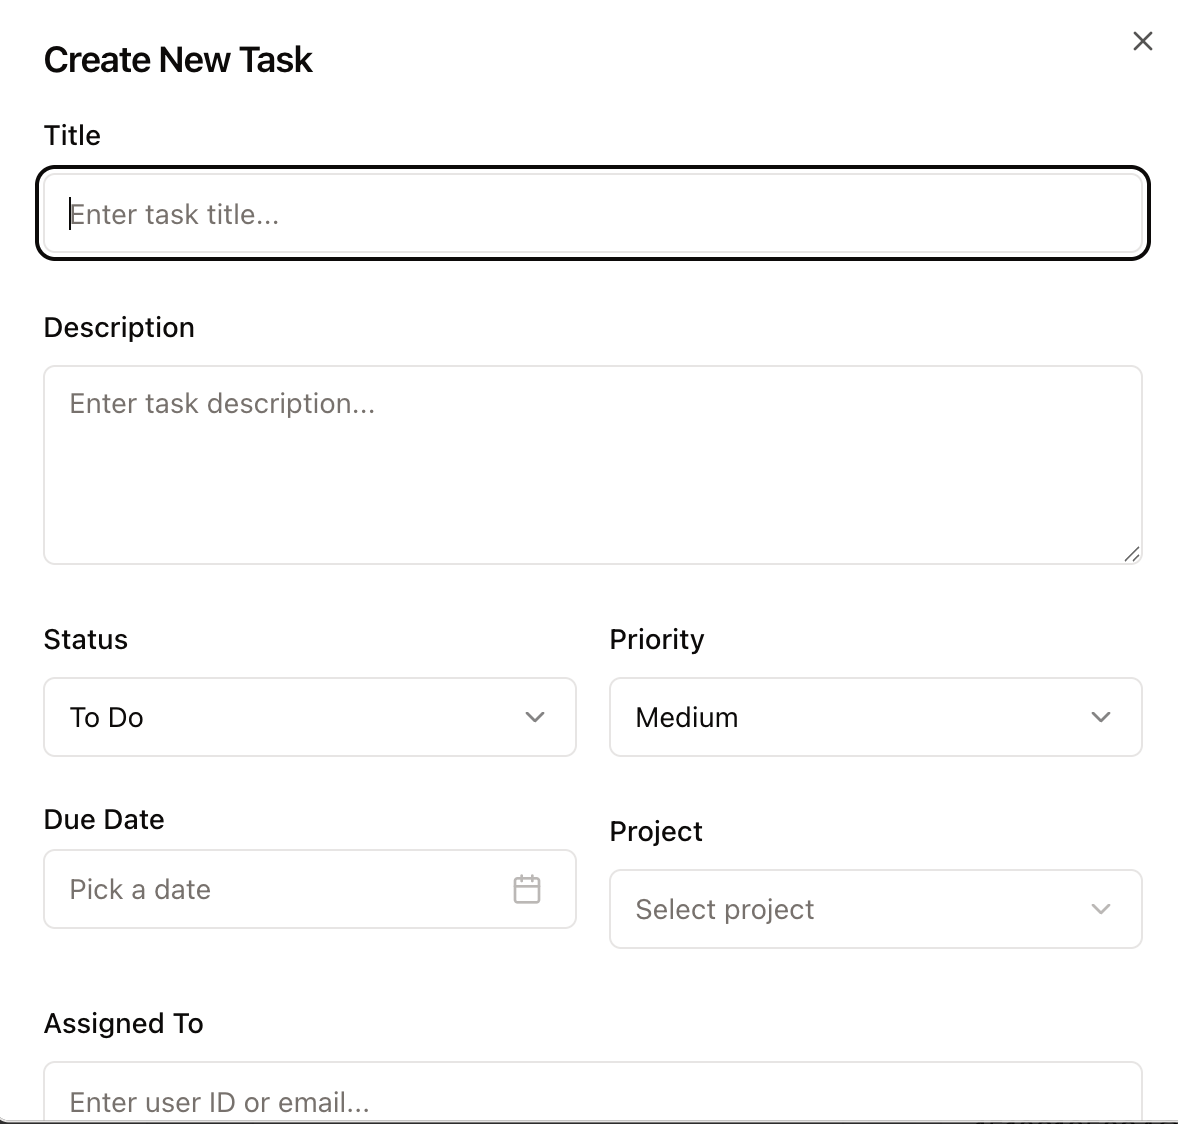 Create New Task
Title
Enter task title...
Description
Enter task description...
Status
Priority
To Do
Medium
Due Date
Project
Pick a date
Select project
Assigned To
Enter user ID or email...